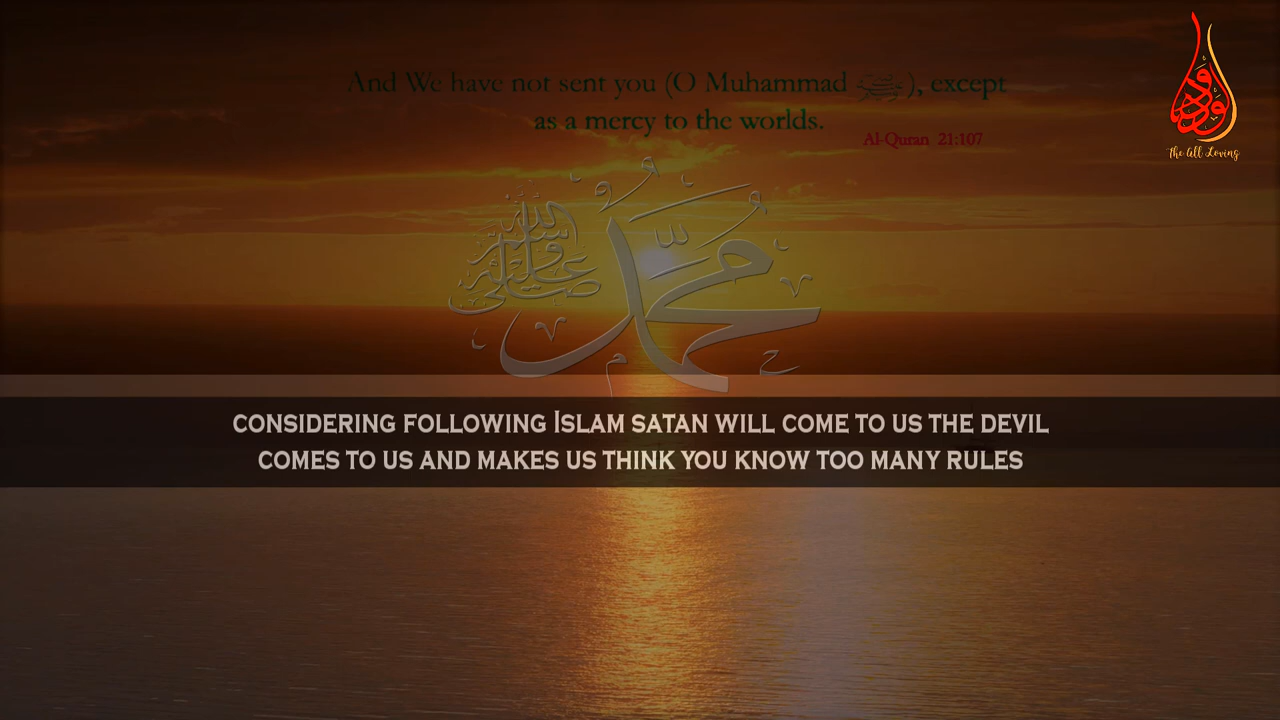 And We have not sent you (O Muhammad ﷺ), except
as a mercy to the worlds.
Al-Quran 21:107
الودود
The All Loving
محمد
صلى الله عليه وسلم
considering following Islam satan will come to us the devil
comes to us and makes us think you know too many rules